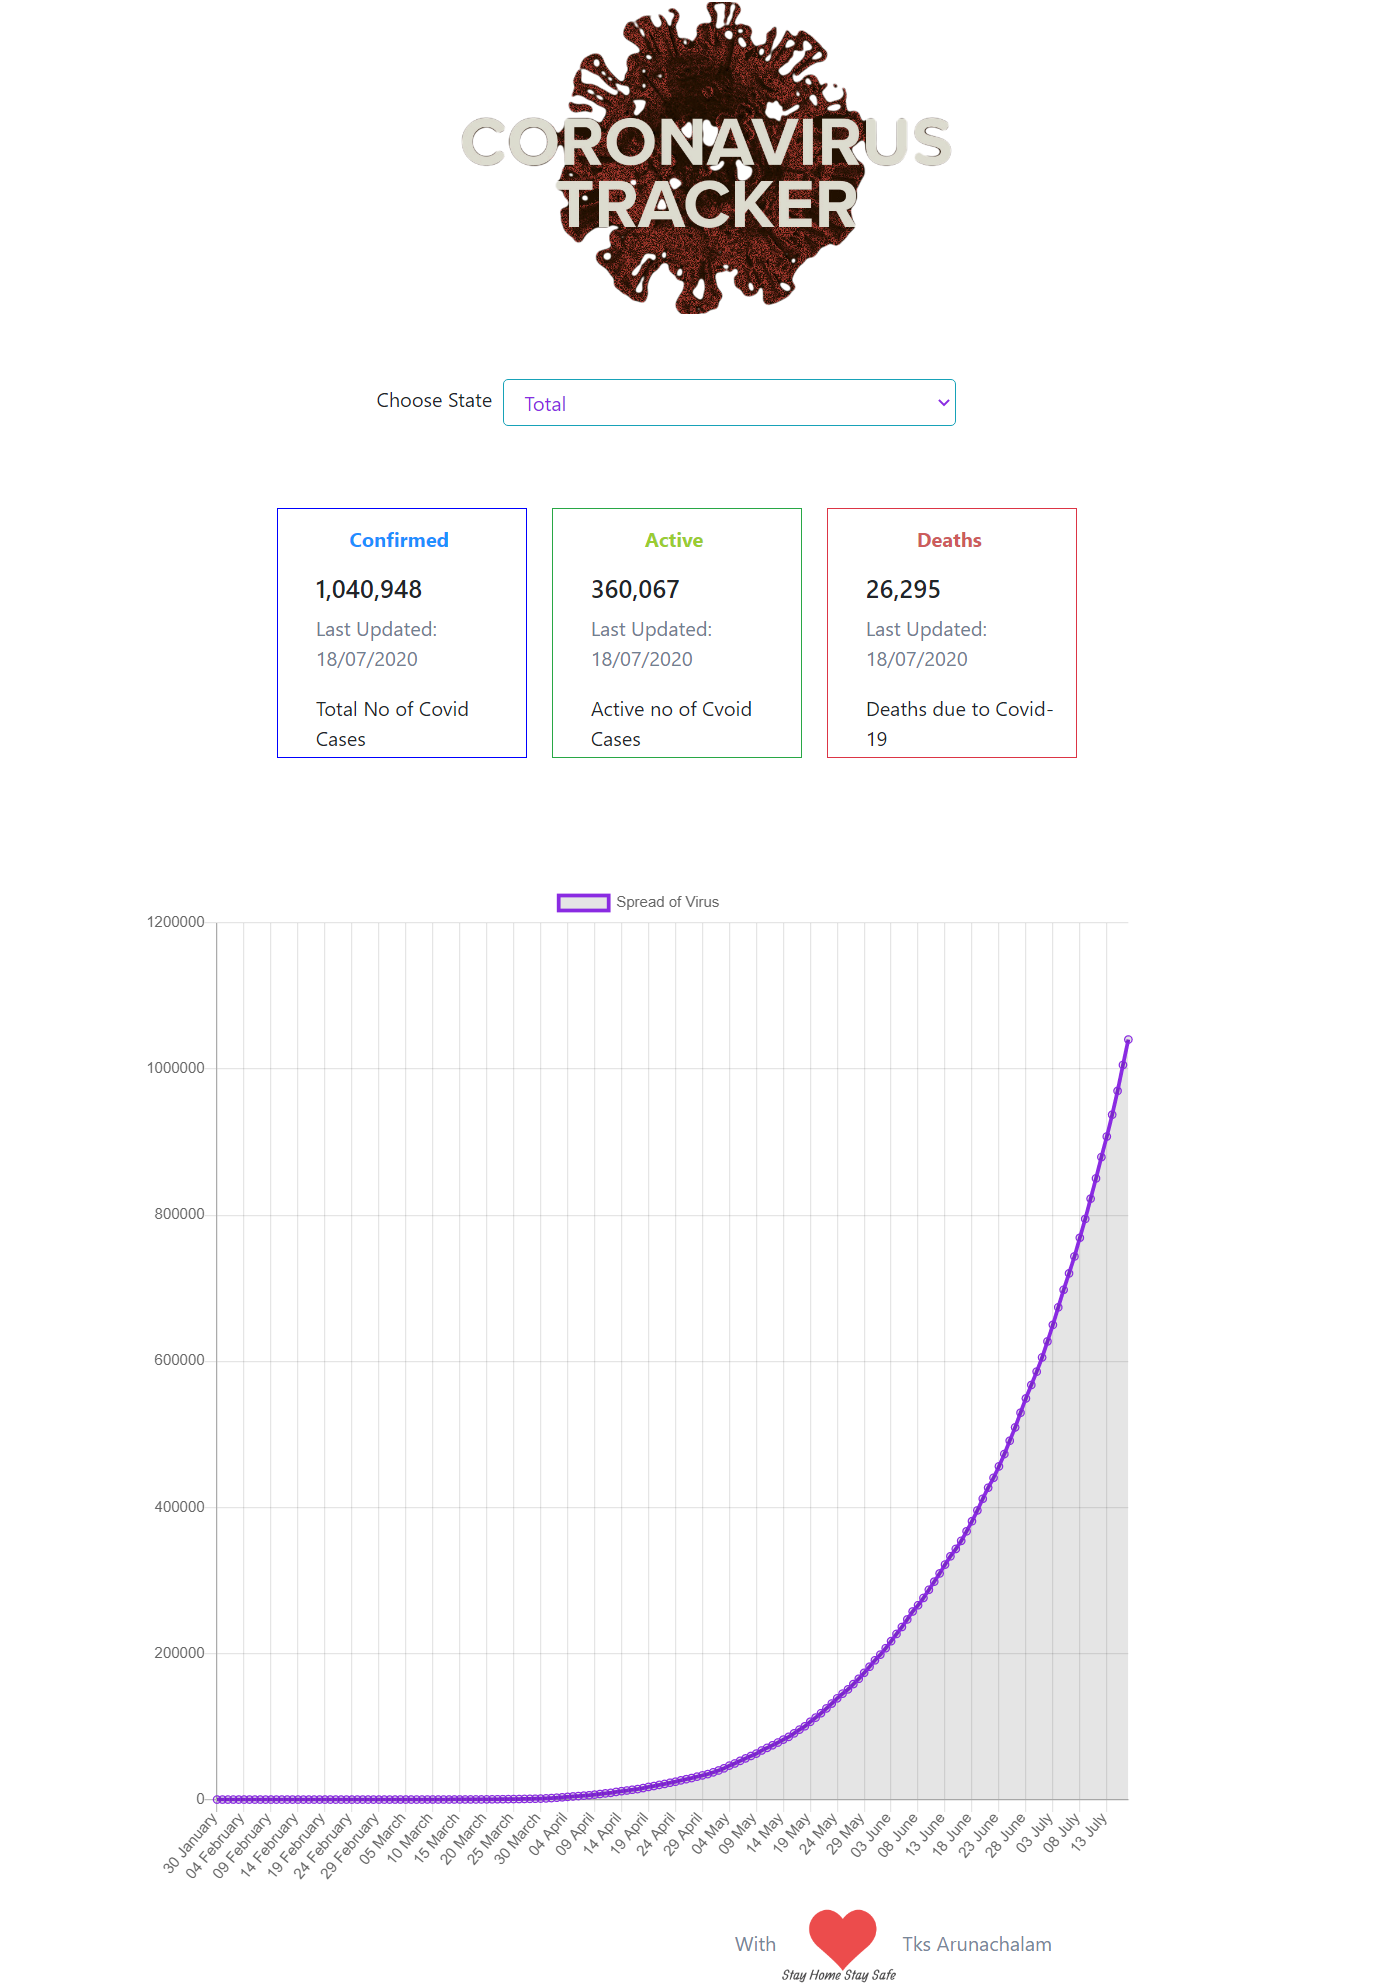 CORONAVIRUS
TRACKER
Choose State
Total
Confirmed
1,040,948
Last Updated:
18/07/2020
Total No of Covid
Cases
Active
360,067
Last Updated:
18/07/2020
Active no of Cvoid
Cases
Deaths
26,295
Last Updated:
18/07/2020
Deaths due to Covid-
19
Spread of Virus
1200000
1000000
800000
600000
400000
200000
0
30 January
04 February
09 February
14 February
19 February
24 February
29 February
05 March
10 March
15 March
20 March
25 March
30 March
04 April
09 April
14 April
19 April
24 April
29 April
04 May
09 May
14 May
19 May
24 May
29 May
03 June
08 June
13 June
18 June
23 June
28 June
03 July
08 July
13 July
With
Tks Arunachalam
Stay Home Stay Safe